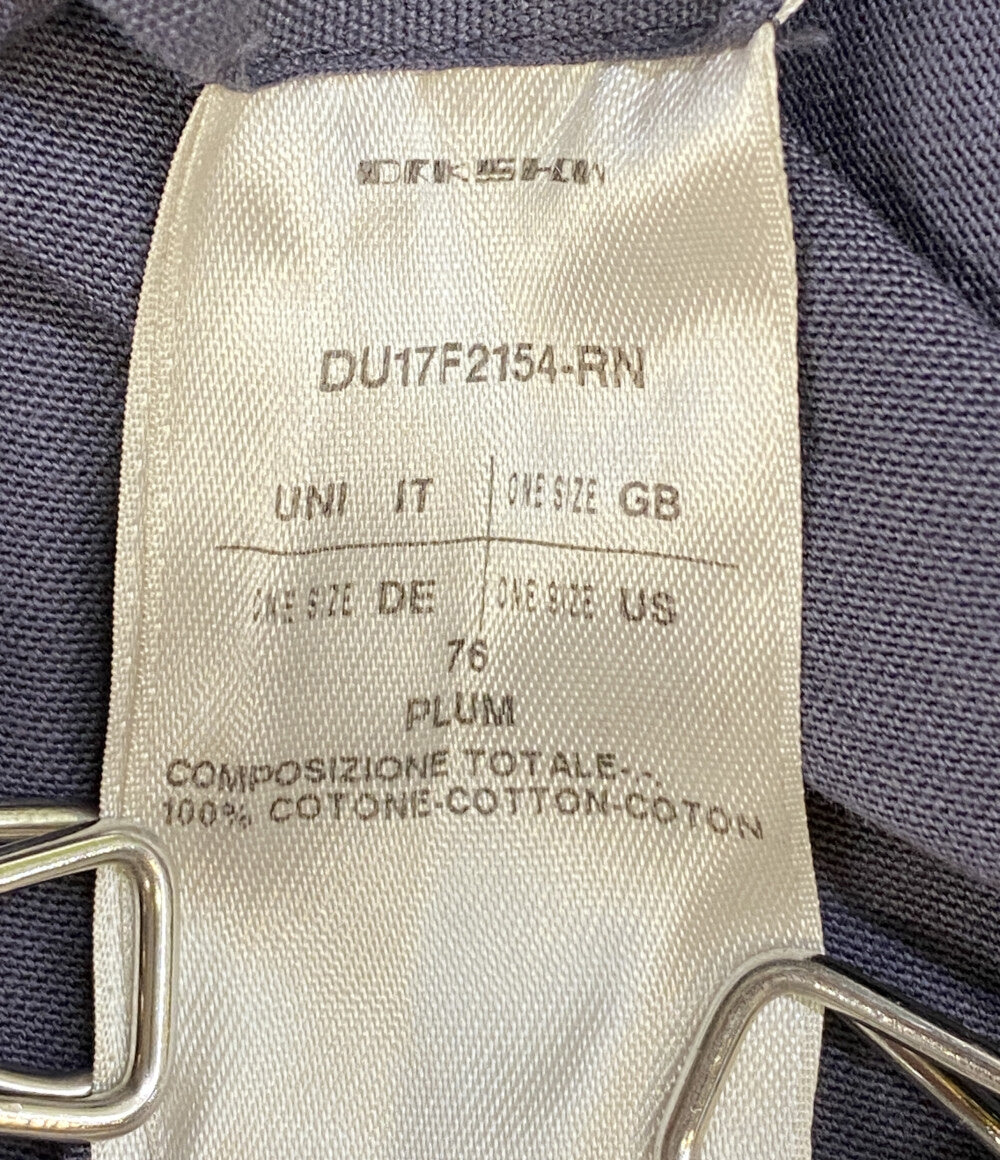 DRKSHDW
DU17F2154-RN
UNI IT ONE SIZE GB
ONE SIZE DE ONE SIZE US
76
PLUM
COMPOSIZIONE TOTALE...
100% COTONE-COTTON-COTON